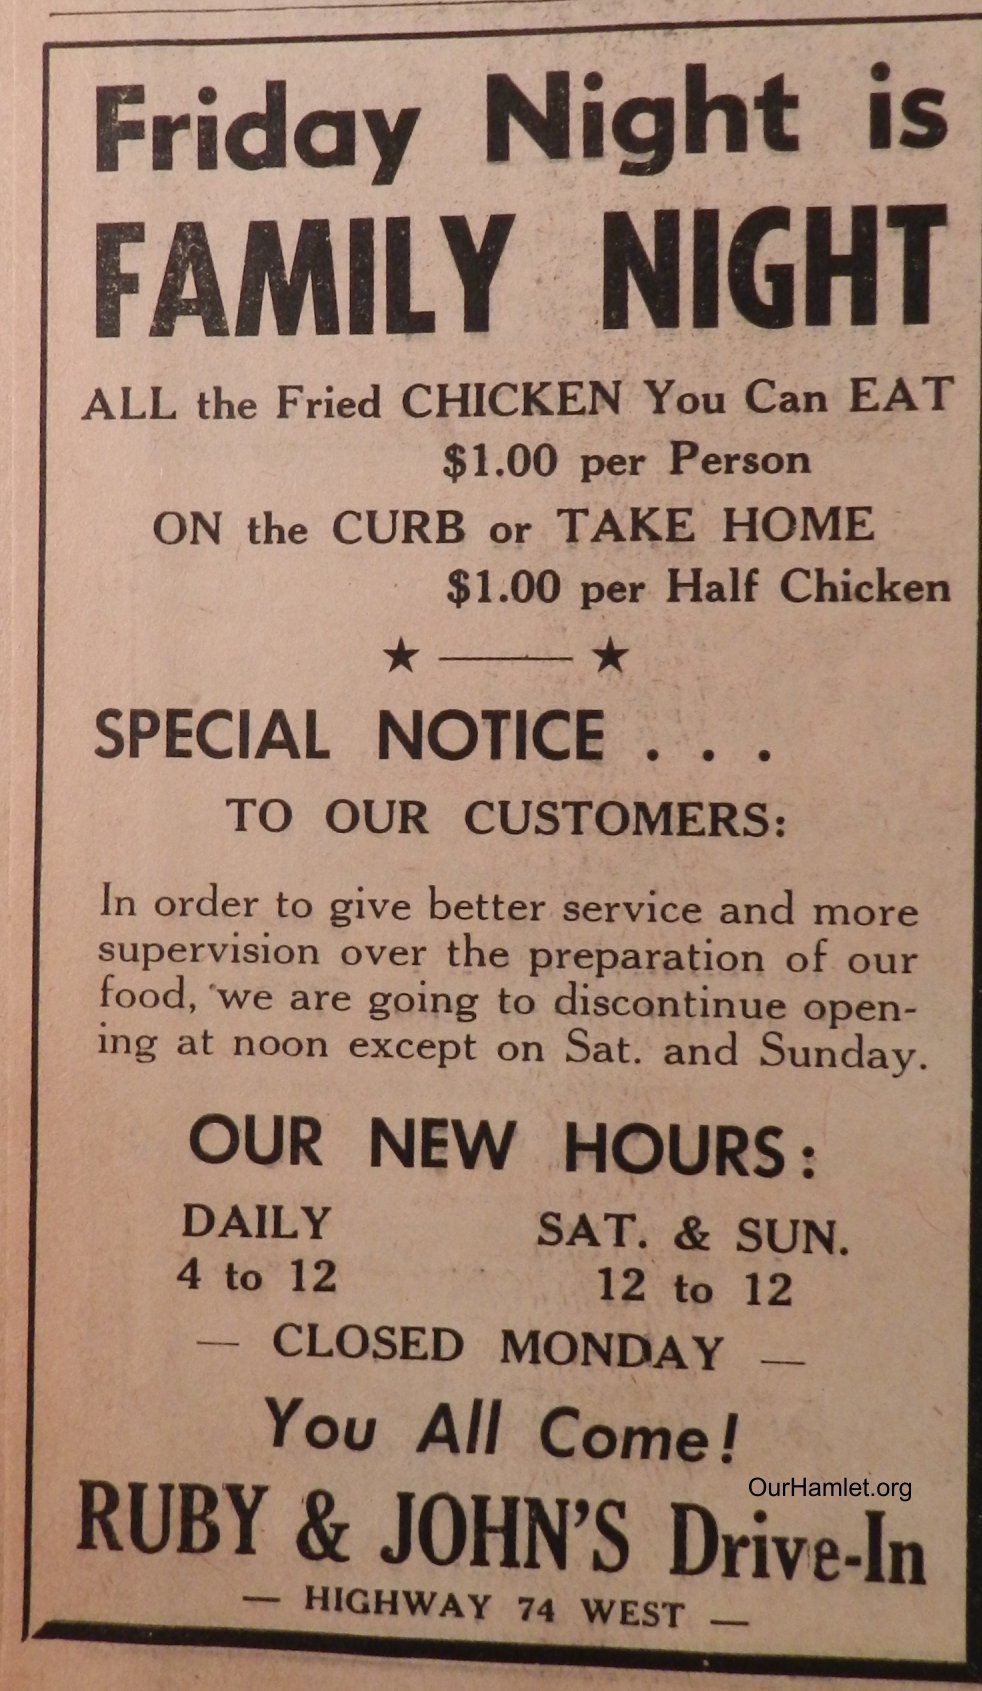 Friday Night is
FAMILY NIGHT
ALL the Fried CHICKEN You Can EAT
$1.00 per Person
ON the CURB or TAKE HOME
$1.00 per Half Chicken
★ —— ★
SPECIAL NOTICE . . .
TO OUR CUSTOMERS:
In order to give better service and more
supervision over the preparation of our
food, we are going to discontinue open-
ing at noon except on Sat. and Sunday.
OUR NEW HOURS:
DAILY SAT. & SUN.
4 to 12 12 to 12
— CLOSED MONDAY —
You All Come!
OurHamlet.org
RUBY & JOHN'S Drive-In
— HIGHWAY 74 WEST —